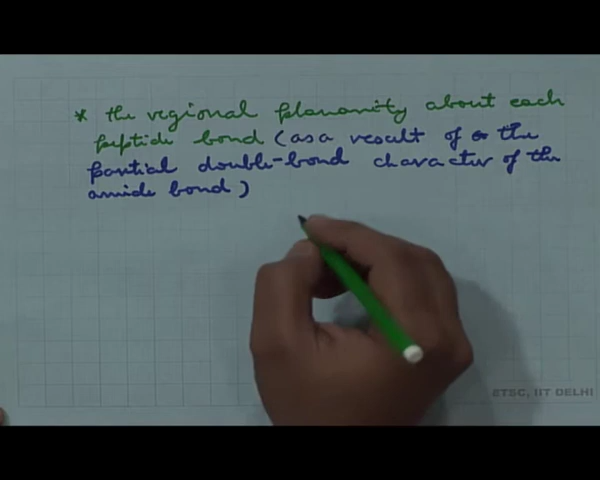 * the regional planarity about each
peptide bond (as a result of the
partial double-bond character of the
amide bond)
ETSC, IIT DELHI